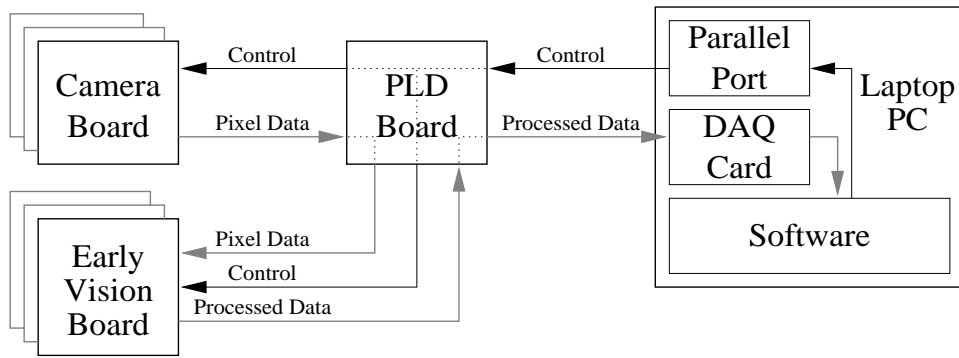 Camera
Board
Control
Pixel Data
PLD
Board
Control
Processed Data
Parallel
Port
DAQ
Card
Laptop
PC
Software
Early
Vision
Board
Pixel Data
Control
Processed Data